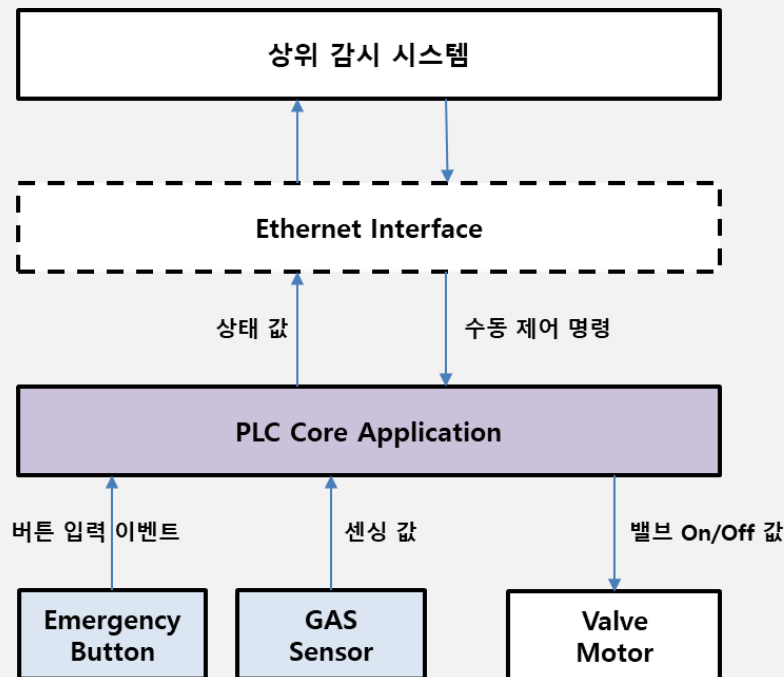 상위 감시 시스템
Ethernet Interface
상태 값
수동 제어 명령
PLC Core Application
버튼 입력 이벤트
센싱 값
밸브 On/Off 값
Emergency
Button
GAS
Sensor
Valve
Motor